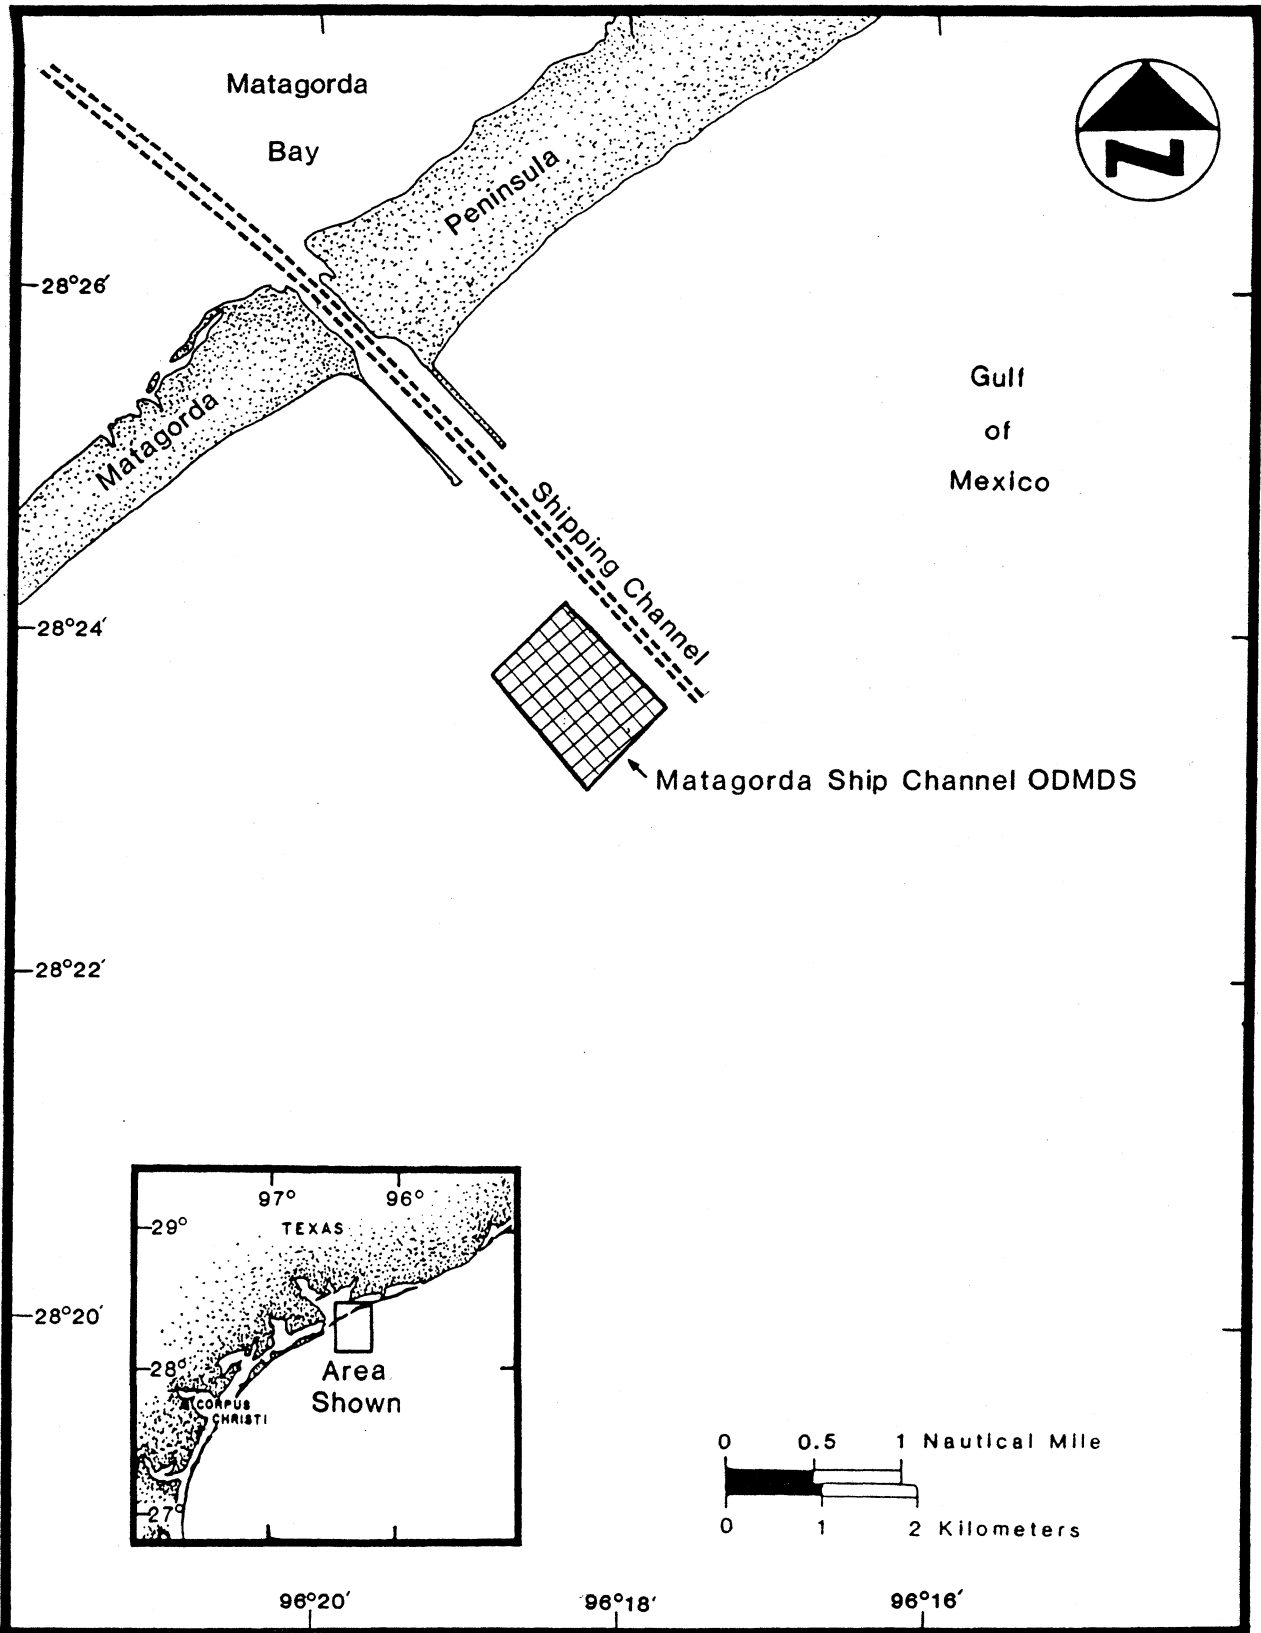 Matagorda
Bay
Peninsula
N
28°26′
Gulf
of
Mexico
Matagorda
Shipping Channel
28°24′
Matagorda Ship Channel ODMDS
28°22′
97° 96°
29° TEXAS
28°20′
28°
Area
Shown
CORPUS
CHRISTI
27°
0 0.5 1 Nautical Mile
0 1 2 Kilometers
96°20′ 96°18′ 96°16′